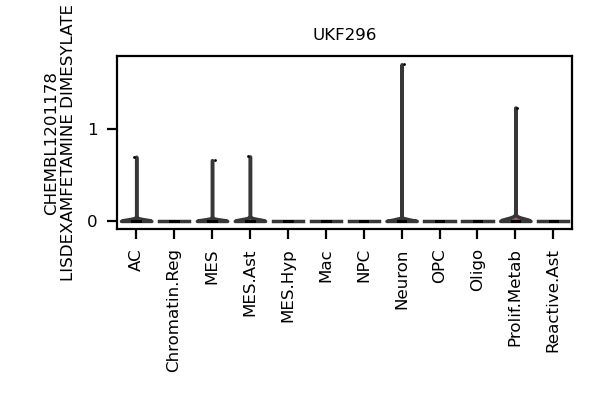 UKF296
CHEMBL1201178
LISDEXAMFETAMINE DIMESYLATE
1
0
AC
Chromatin.Reg
MES
MES.Ast
MES.Hyp
Mac
NPC
Neuron
OPC
Oligo
Prolif.Metab
Reactive.Ast